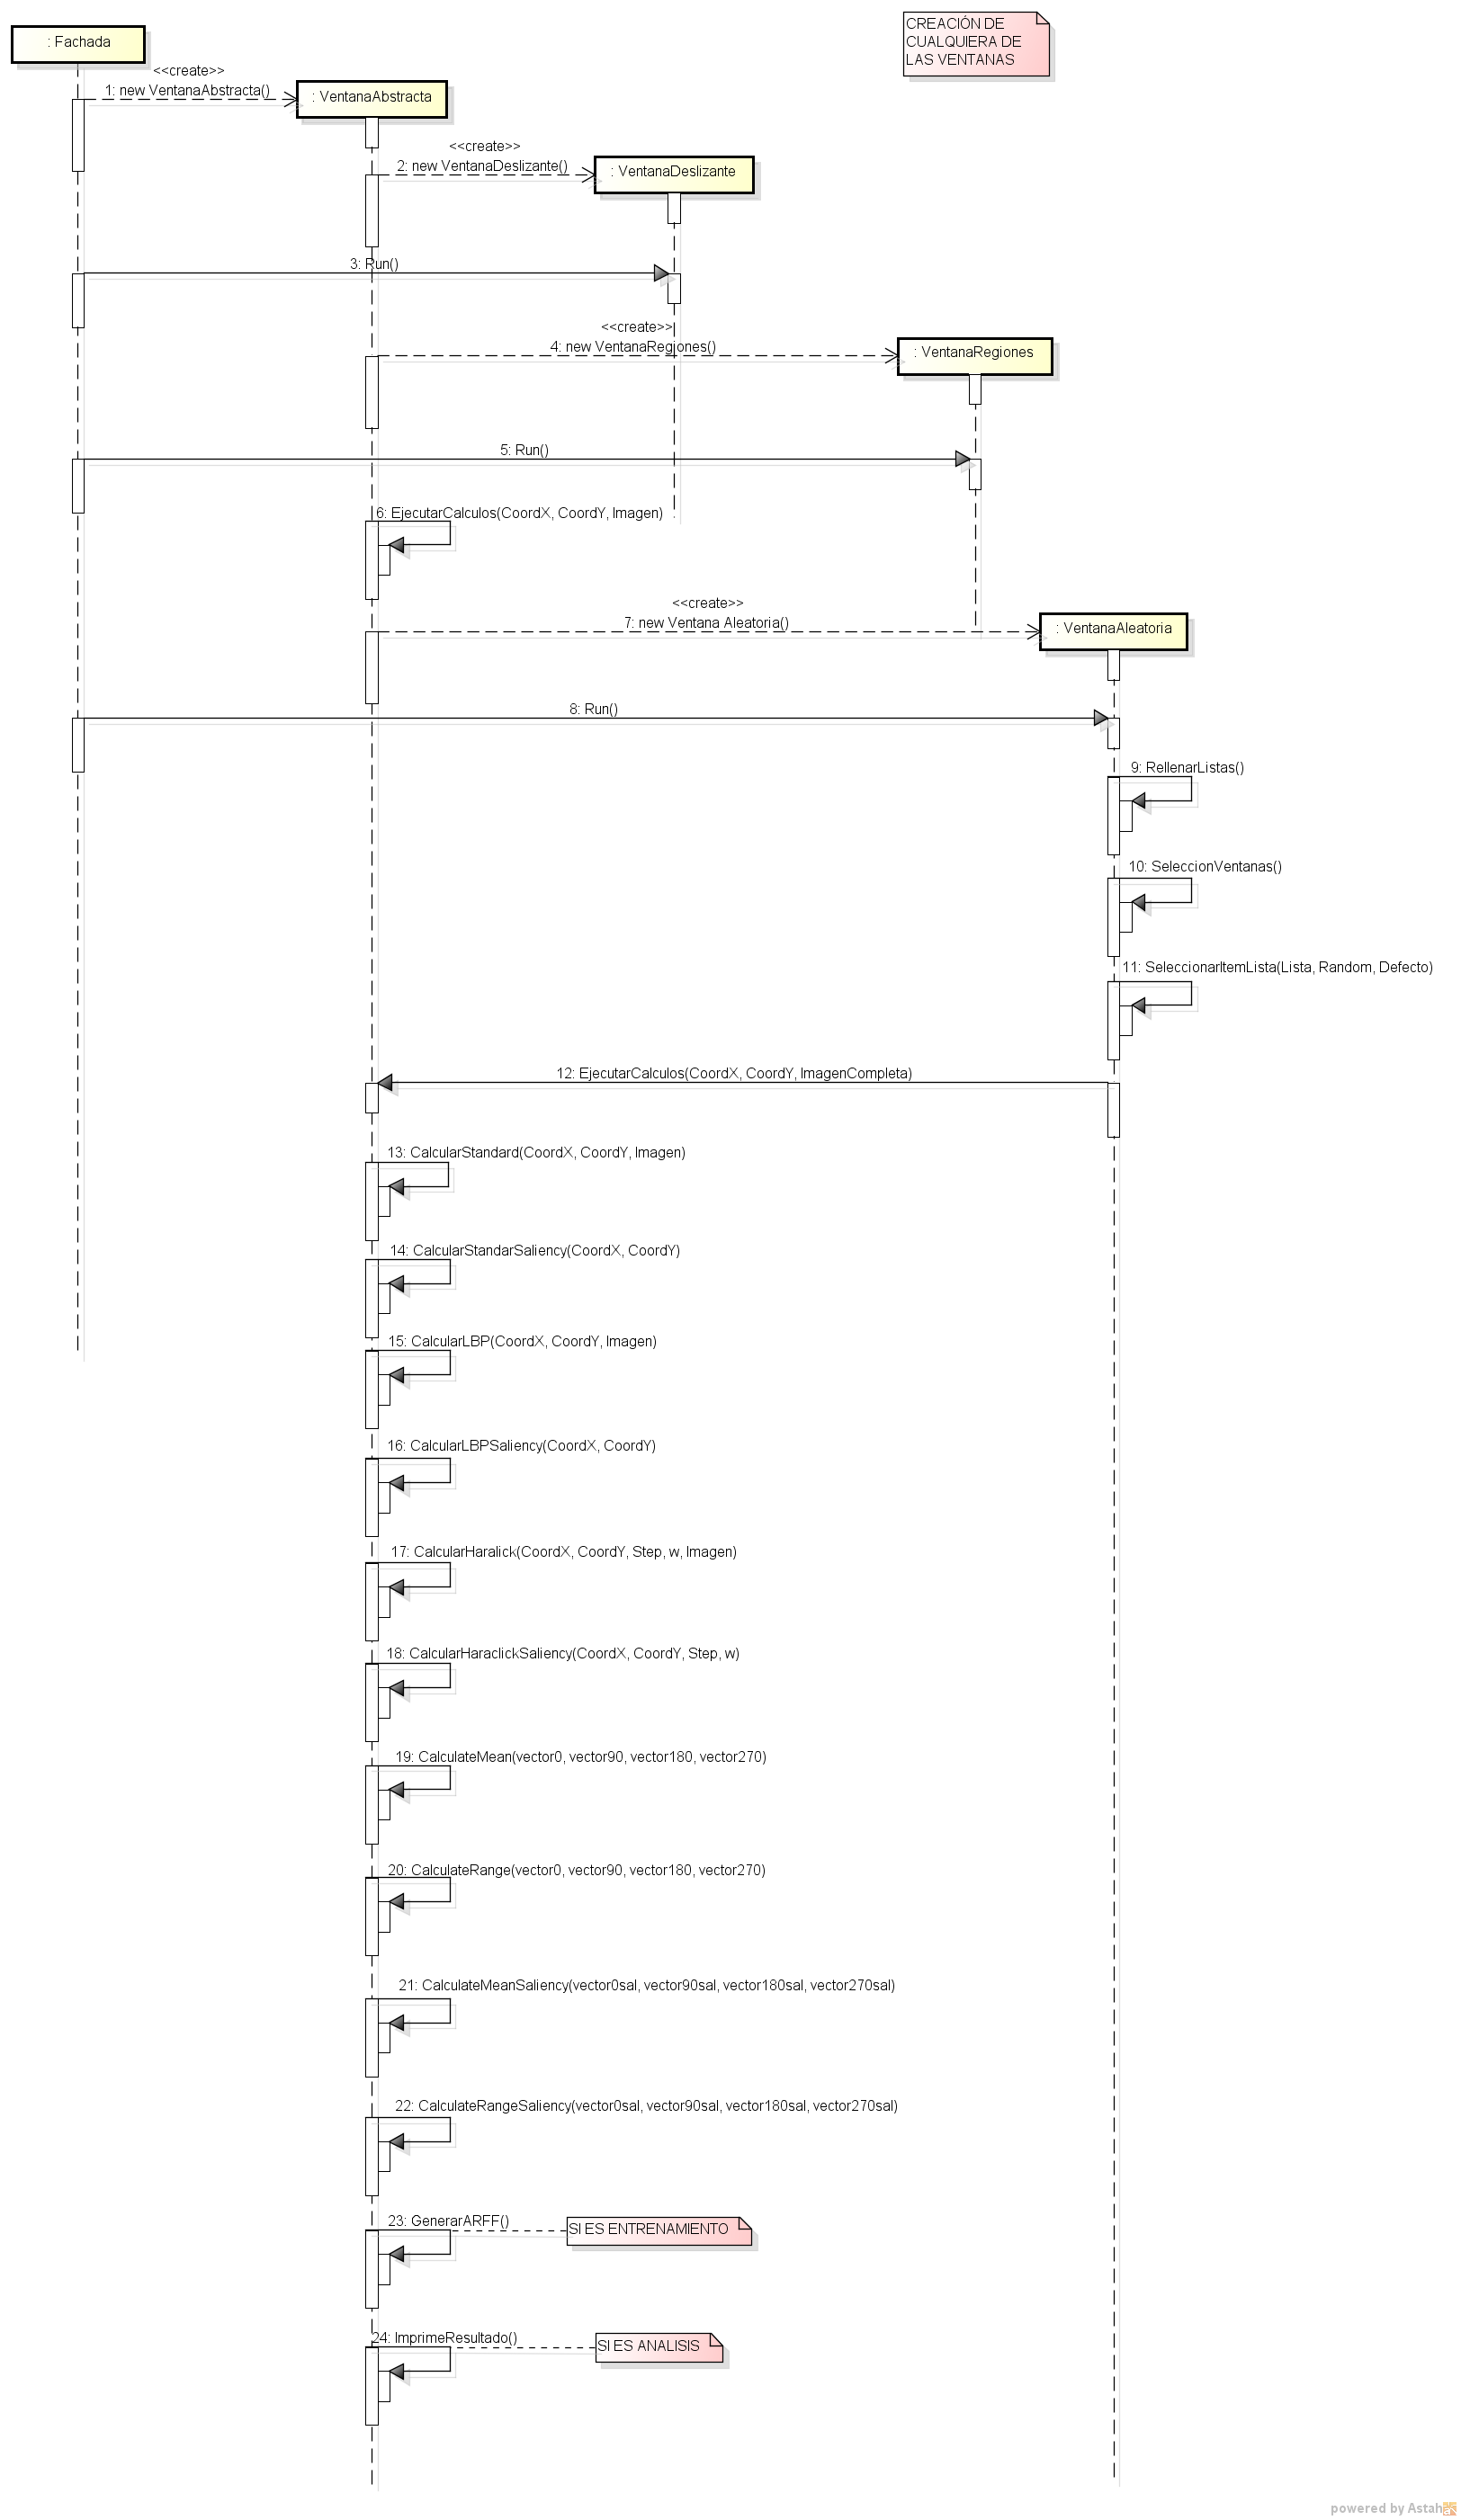 : Fachada
CREACIÓN DE
CUALQUIERA DE
LAS VENTANAS
<<create>>
1: new VentanaAbstracta()
: VentanaAbstracta
<<create>>
2: new VentanaDeslizante()
: VentanaDeslizante
3: Run()
<<create>>
4: new VentanaRegiones()
: VentanaRegiones
5: Run()
6: EjecutarCalculos(CoordX, CoordY, Imagen)
<<create>>
7: new Ventana Aleatoria()
: VentanaAleatoria
8: Run()
9: RellenarListas()
10: SeleccionVentanas()
11: SeleccionarItemLista(Lista, Random, Defecto)
12: EjecutarCalculos(CoordX, CoordY, ImagenCompleta)
13: CalcularStandard(CoordX, CoordY, Imagen)
14: CalcularStandarSaliency(CoordX, CoordY)
15: CalcularLBP(CoordX, CoordY, Imagen)
16: CalcularLBPSaliency(CoordX, CoordY)
17: CalcularHaralick(CoordX, CoordY, Step, w, Imagen)
18: CalcularHaraclickSaliency(CoordX, CoordY, Step, w)
19: CalculateMean(vector0, vector90, vector180, vector270)
20: CalculateRange(vector0, vector90, vector180, vector270)
21: CalculateMeanSaliency(vector0sal, vector90sal, vector180sal, vector270sal)
22: CalculateRangeSaliency(vector0sal, vector90sal, vector180sal, vector270sal)
23: GenerarARFF()
SI ES ENTRENAMIENTO
24: ImprimeResultado()
SI ES ANALISIS
powered by Astah